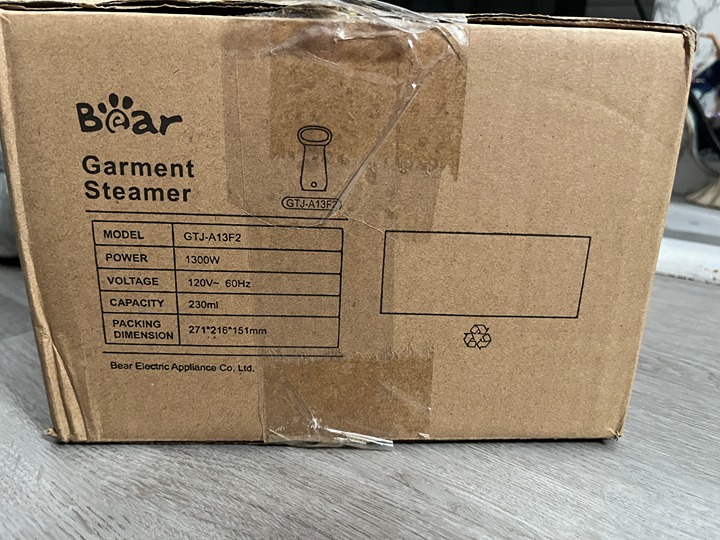 Bear
Garment
Steamer
GTJ-A13F2
MODEL GTJ-A13F2
POWER 1300W
VOLTAGE 120V~ 60Hz
CAPACITY 230ml
PACKING DIMENSION 271*216*151mm
Bear Electric Appliance Co, Ltd.